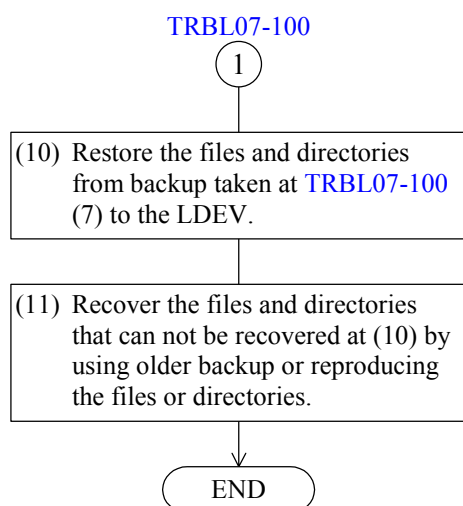 TRBL07-100
1
(10) Restore the files and directories
from backup taken at TRBL07-100
(7) to the LDEV.
(11) Recover the files and directories
that can not be recovered at (10) by
using older backup or reproducing
the files or directories.
END